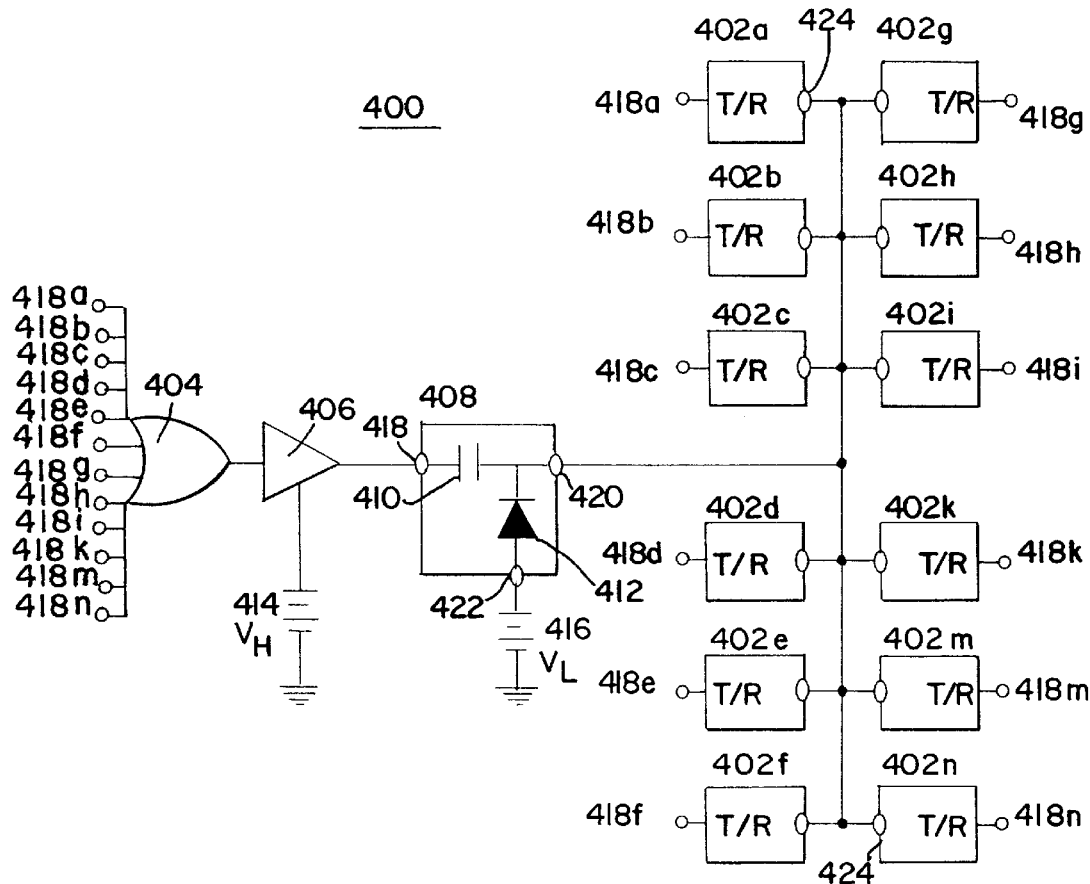 402a 424 402g
400
418a T/R T/R 418g
402b 402h
418b T/R T/R 418h
402c 402i
418c T/R T/R 418i
418a
418b
418c
418d
418e
418f
418g
418h
418i
418k
418m
418n
404
406
418
408
410
420
412
422
414
VH
416
VL
402d 402k
418d T/R T/R 418k
402e 402m
418e T/R T/R 418m
402f 402n
418f T/R T/R 418n
424